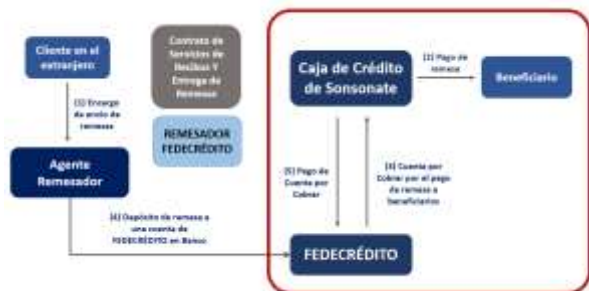 Cliente en el
extranjero
Contrato de
Servicios de
Recibos Y
Entrega de
Remesas
Caja de Crédito
de Sonsonate
(2) Pago de
remesa
Beneficiario
(1) Encargo
de envío de
remesas
REMESADOR
FEDECRÉDITO
Agente
Remesador
(5) Pago de
Cuenta por
Cobrar
(3) Cuenta por
Cobrar por el pago
de remesa a
beneficiarios
(4) Depósito de remesa a
una cuenta de
FEDECRÉDITO en Banco
FEDECRÉDITO